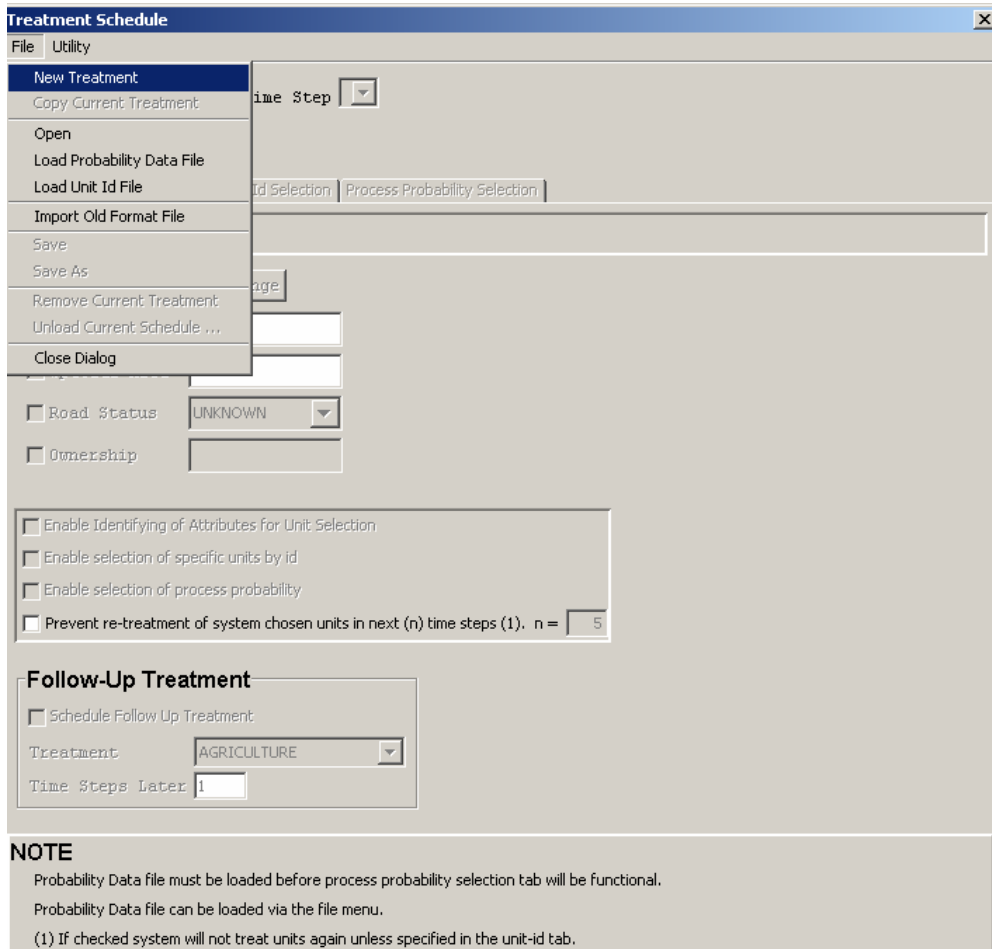 Treatment Schedule
File Utility
New Treatment
Copy Current Treatment
Time Step
Open
Load Probability Data File
Load Unit Id File
Id Selection Process Probability Selection
Import Old Format File
Save
Save As
Remove Current Treatment
Unload Current Schedule ...
Close Dialog
Road Status UNKNOWN
Ownership
Enable Identifying of Attributes for Unit Selection
Enable selection of specific units by id
Enable selection of process probability
Prevent re-treatment of system chosen units in next (n) time steps (1). n = 5
Follow-Up Treatment
Schedule Follow Up Treatment
Treatment AGRICULTURE
Time Steps Later 1
NOTE
Probability Data file must be loaded before process probability selection tab will be functional.
Probability Data file can be loaded via the file menu.
(1) If checked system will not treat units again unless specified in the unit-id tab.